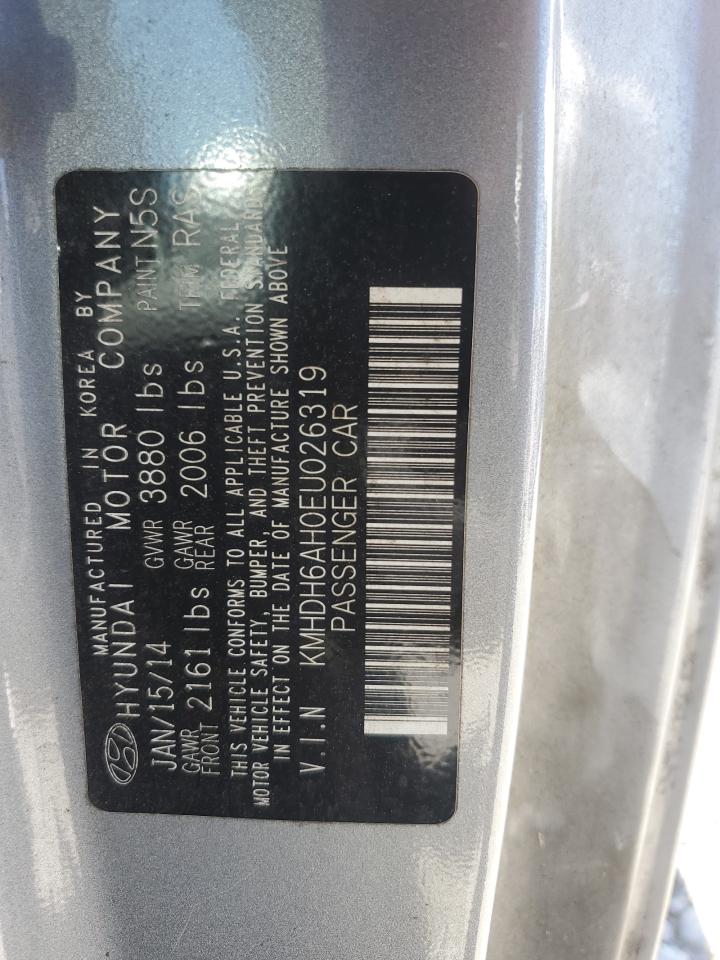 MANUFACTURED IN KOREA BY
HYUNDAI MOTOR COMPANY
JAN/15/14 GVWR 3880 lbs PAINT N5S
GAWR FRONT 2161 lbs GAWR REAR 2006 lbs TRIM RAS
THIS VEHICLE CONFORMS TO ALL APPLICABLE U.S.A. FEDERAL
MOTOR VEHICLE SAFETY, BUMPER, AND THEFT PREVENTION STANDARDS
IN EFFECT ON THE DATE OF MANUFACTURE SHOWN ABOVE
V.I.N KMHDH6AH0EU026319
PASSENGER CAR